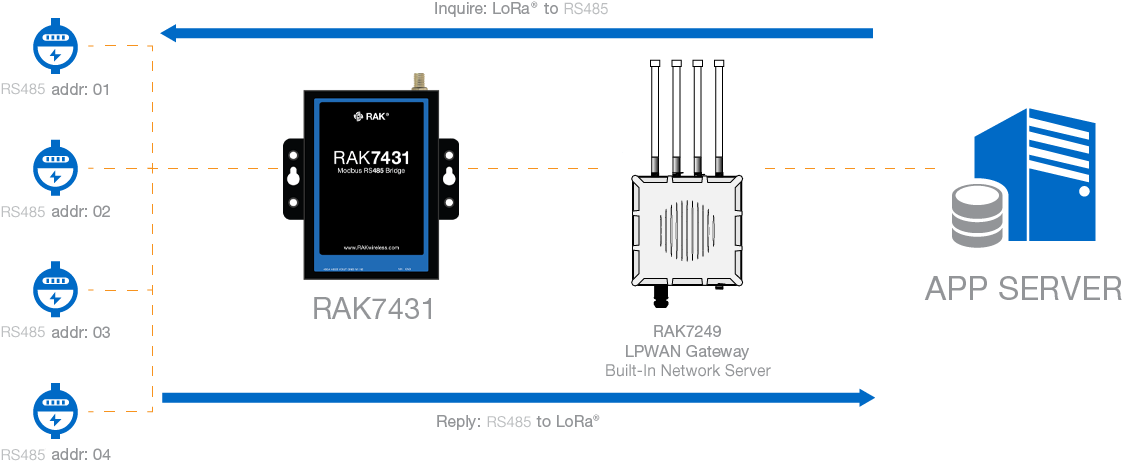 Inquire: LoRa® to RS485
RS485 addr: 01
RS485 addr: 02
RS485 addr: 03
RS485 addr: 04
RAK®
RAK7431
Modbus RS485 Bridge
www.RAKwireless.com
RAK7431
RAK7249
LPWAN Gateway
Built-In Network Server
APP SERVER
Reply: RS485 to LoRa®